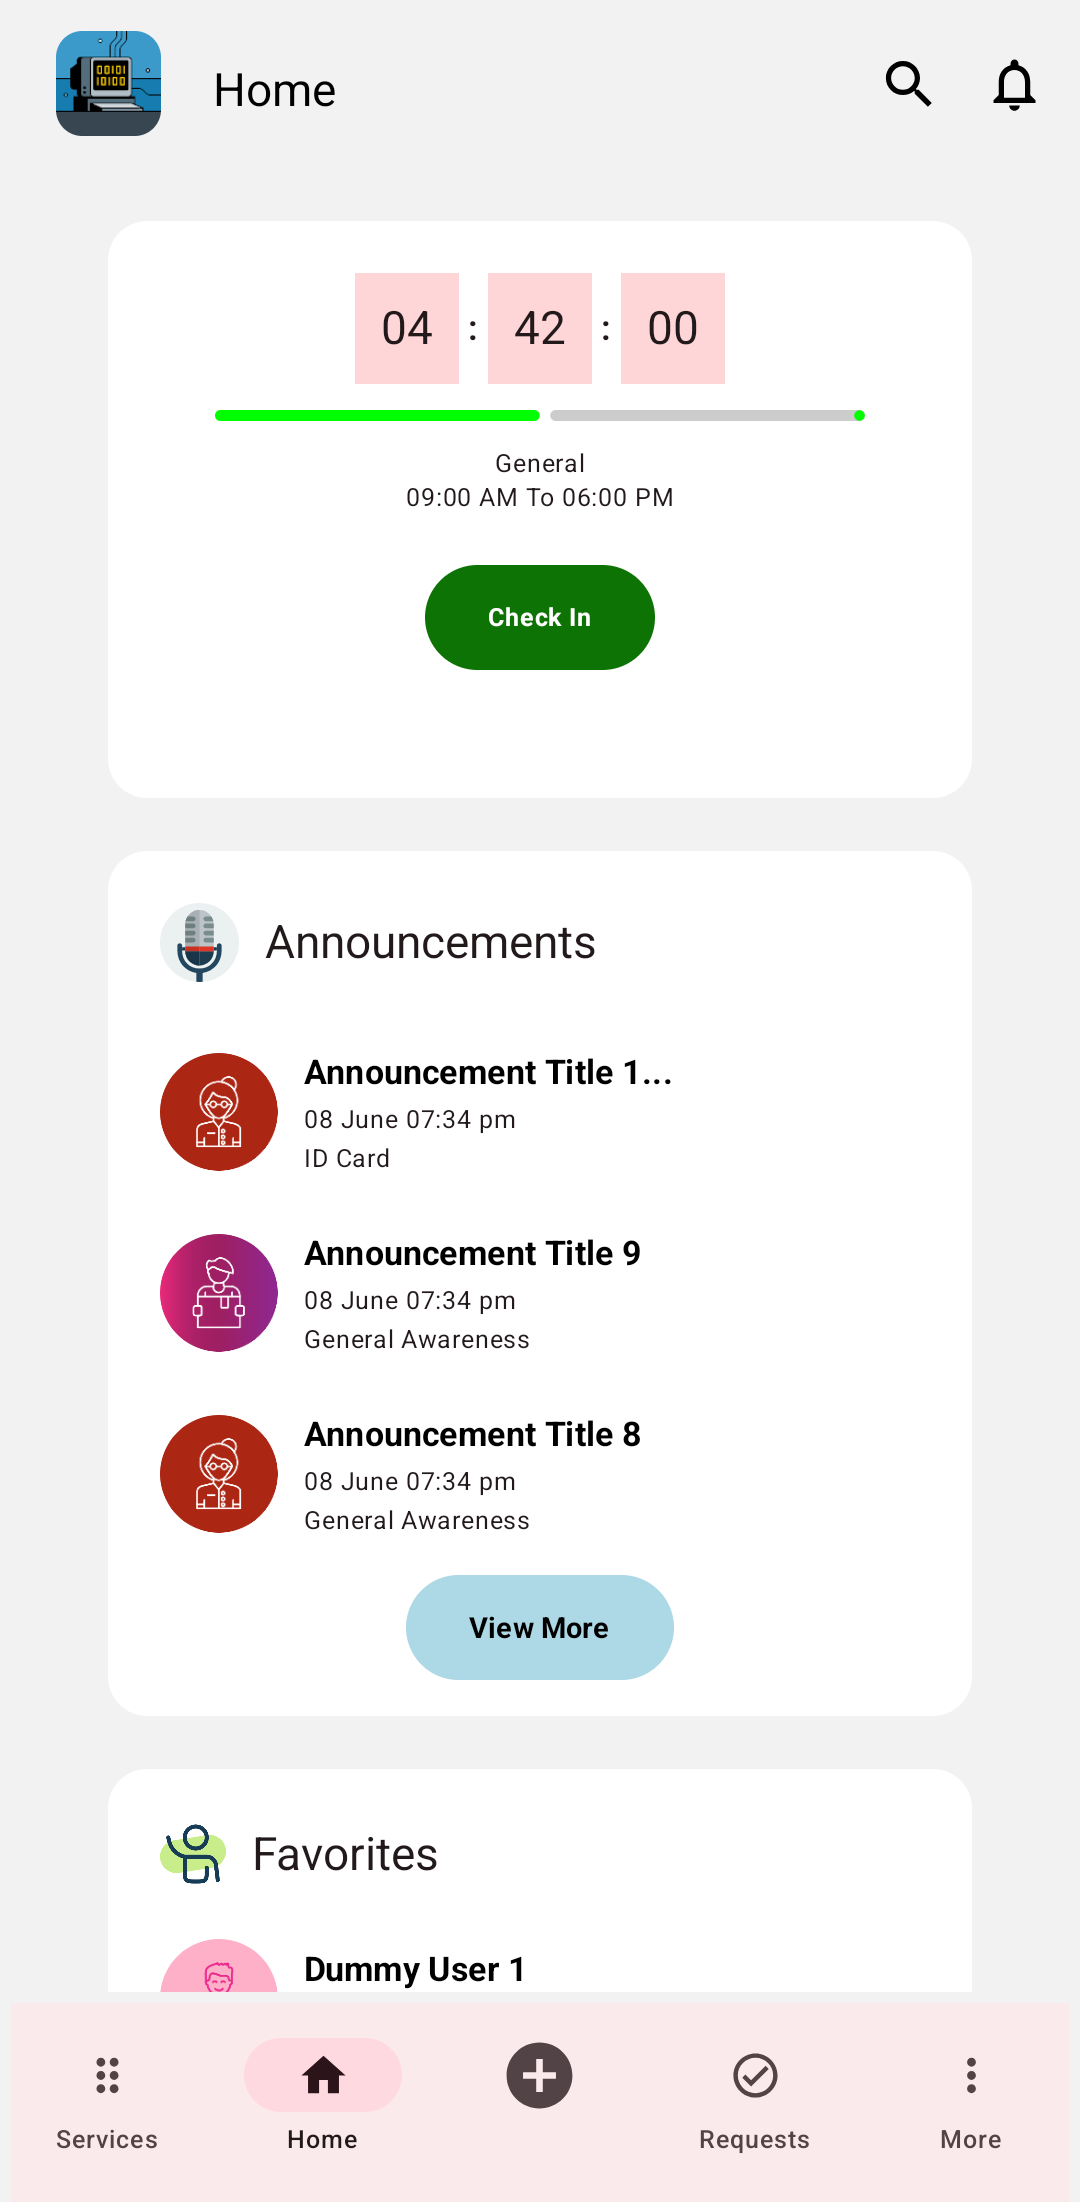 00101
10100
Home
04 : 42 : 00
General
09:00 AM To 06:00 PM
Check In
Announcements
Announcement Title 1...
08 June 07:34 pm
ID Card
Announcement Title 9
08 June 07:34 pm
General Awareness
Announcement Title 8
08 June 07:34 pm
General Awareness
View More
Favorites
Dummy User 1
Services
Home
Requests
More